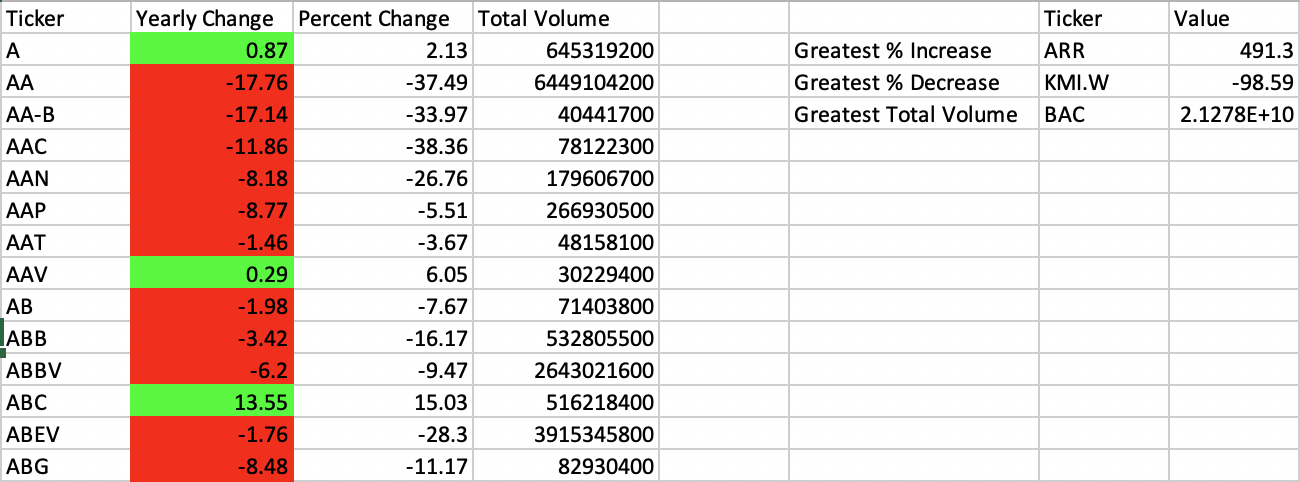 Ticker Yearly Change Percent Change Total Volume Ticker Value
A 0.87 2.13 645319200 Greatest % Increase ARR 491.3
AA -17.76 -37.49 6449104200 Greatest % Decrease KMI.W -98.59
AA-B -17.14 -33.97 40441700 Greatest Total Volume BAC 2.1278E+10
AAC -11.86 -38.36 78122300
AAN -8.18 -26.76 179606700
AAP -8.77 -5.51 266930500
AAT -1.46 -3.67 48158100
AAV 0.29 6.05 30229400
AB -1.98 -7.67 71403800
ABB -3.42 -16.17 532805500
ABBV -6.2 -9.47 2643021600
ABC 13.55 15.03 516218400
ABEV -1.76 -28.3 3915345800
ABG -8.48 -11.17 82930400